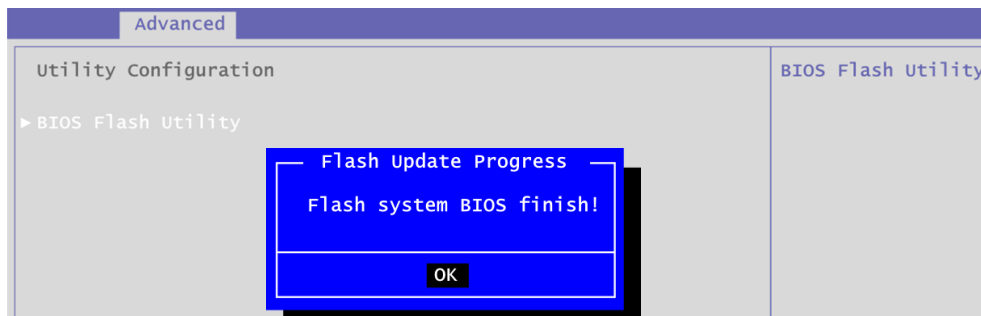 Advanced
Utility Configuration
BIOS Flash Utility
BIOS Flash Utility
Flash Update Progress
Flash system BIOS finish!
OK